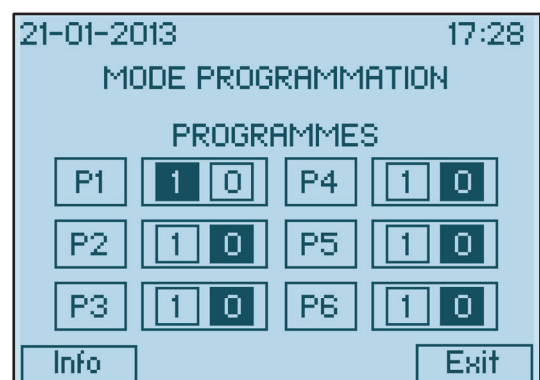 21-01-2013 17:28
MODE PROGRAMMATION
PROGRAMMES
P1 1 0 P4 1 0
P2 1 0 P5 1 0
P3 1 0 P6 1 0
Info Exit